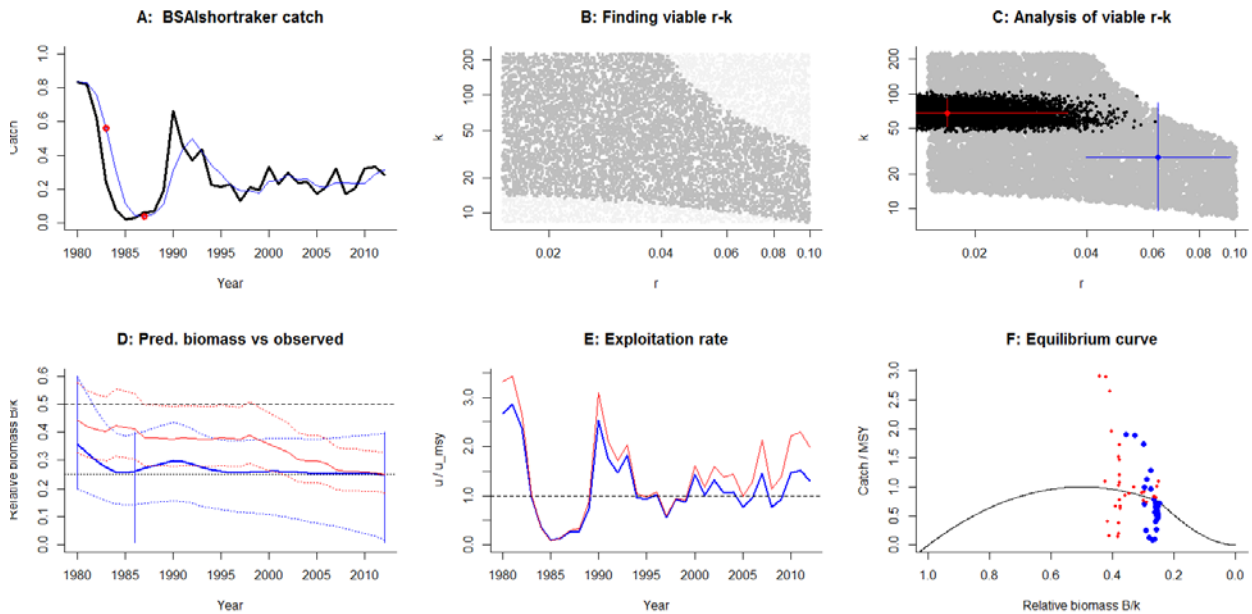 A: BSAIshortraker catch
Catch
0.0 0.2 0.4 0.6 0.8 1.0
1980 1985 1990 1995 2000 2005 2010
Year
B: Finding viable r-k
k
10 20 50 100 200
0.02 0.04 0.06 0.08 0.10
r
C: Analysis of viable r-k
k
10 20 50 100 200
0.02 0.04 0.06 0.08 0.10
r
D: Pred. biomass vs observed
Relative biomass B/k
0.0 0.1 0.2 0.3 0.4 0.5 0.6
1980 1985 1990 1995 2000 2005 2010
Year
E: Exploitation rate
u/u_msy
0.0 1.0 2.0 3.0
1980 1985 1990 1995 2000 2005 2010
Year
F: Equilibrium curve
Catch / MSY
0.0 0.5 1.0 1.5 2.0 2.5 3.0
1.0 0.8 0.6 0.4 0.2 0.0
Relative biomass B/k